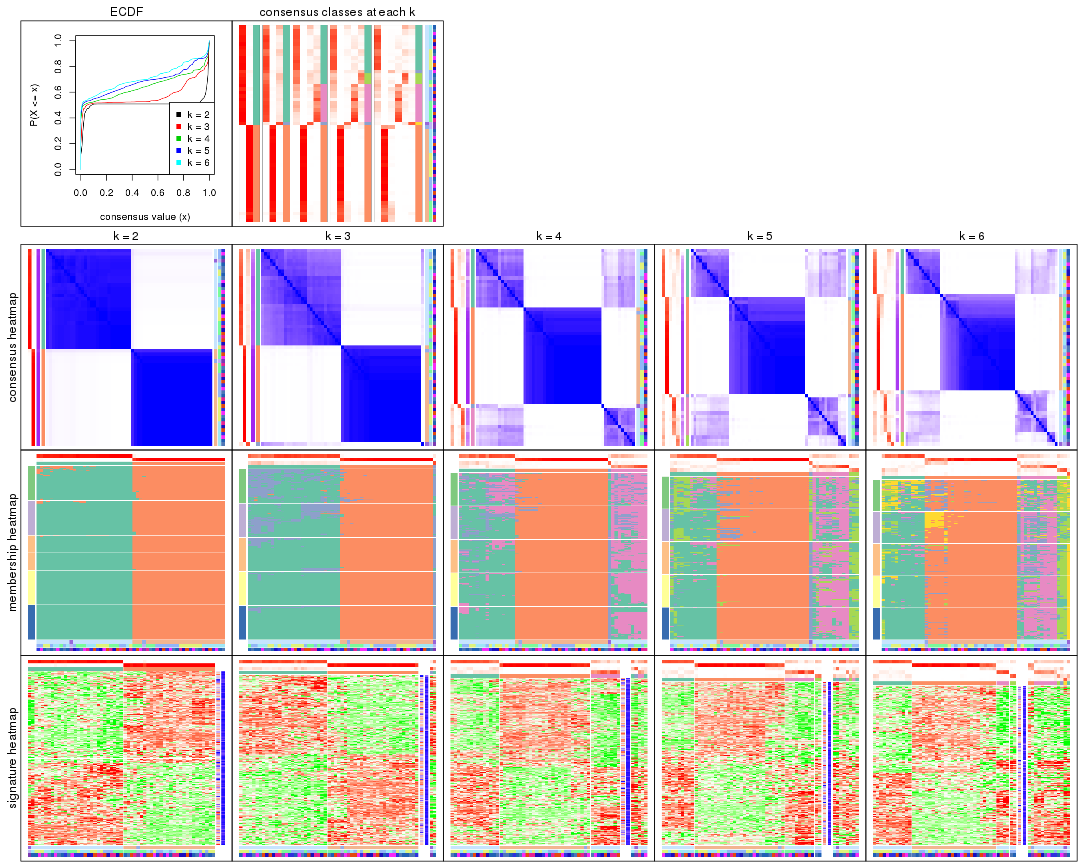 ECDF
consensus classes at each k
P(X <= x)
0.0 0.2 0.4 0.6 0.8 1.0
k = 2
k = 3
k = 4
k = 5
k = 6
0.0 0.2 0.4 0.6 0.8 1.0
consensus value (x)
k = 2 k = 3 k = 4 k = 5 k = 6
consensus heatmap
membership heatmap
signature heatmap